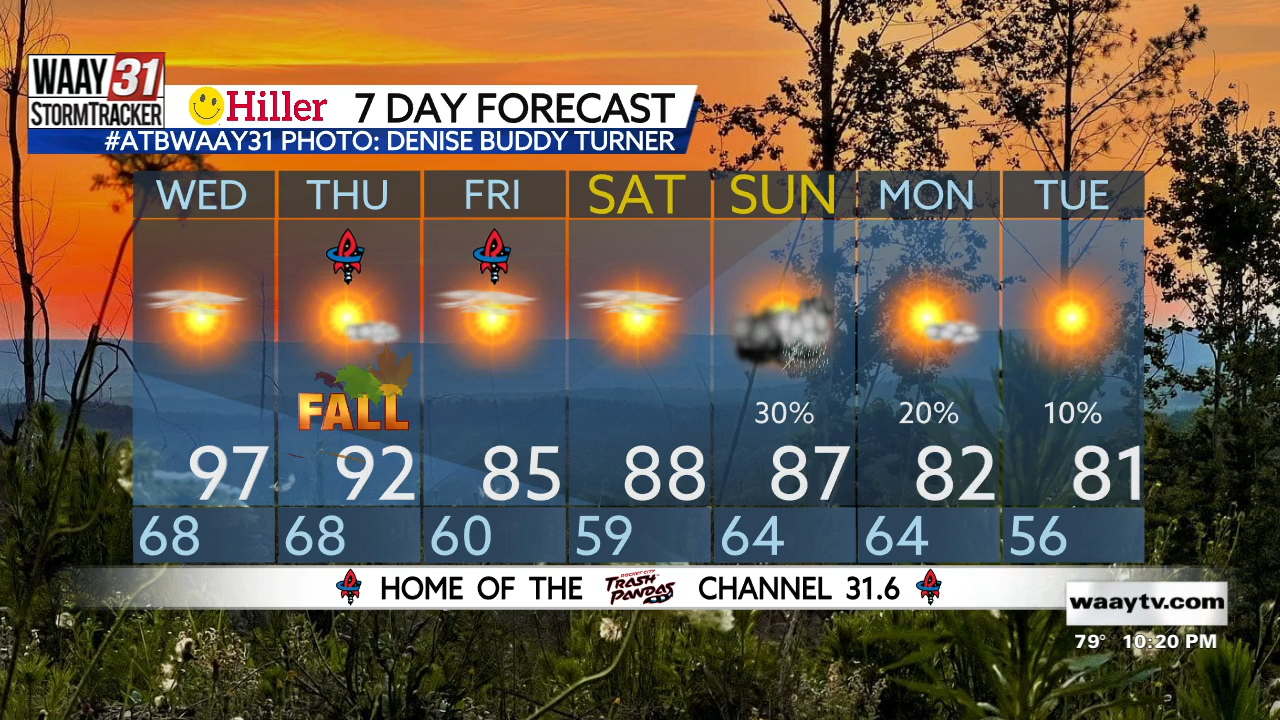 WAAY 31
STORMTRACKER
Hiller 7 DAY FORECAST
#ATBWAAY31 PHOTO: DENISE BUDDY TURNER
WED THU FRI SAT SUN MON TUE
FALL
30% 20% 10%
97 92 85 88 87 82 81
68 68 60 59 64 64 56
HOME OF THE ROCKET CITY TRASH PANDAS CHANNEL 31.6
waaytv.com
79° 10:20 PM